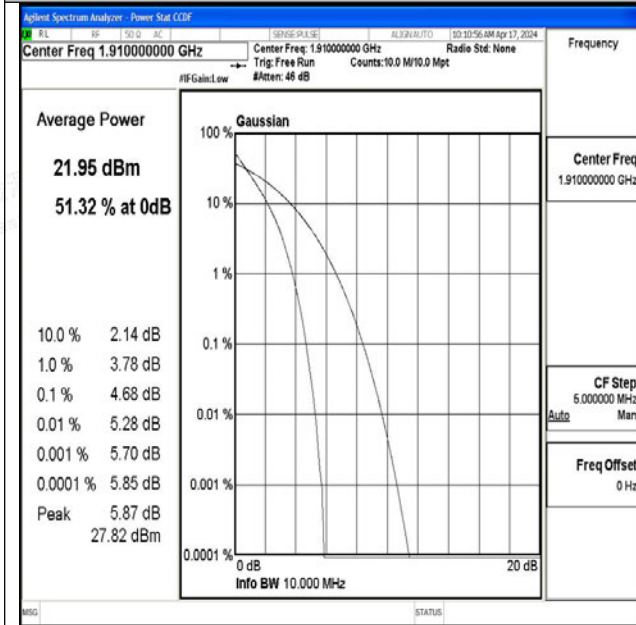 Agilent Spectrum Analyzer - Power Stat CCDF
RL RF 50 Ω AC SENSE:PULSE ALIGNAUTO 10:10:56 AM Apr 17, 2024
Center Freq 1.910000000 GHz
Center Freq: 1.910000000 GHz Radio Std: None
Trig: Free Run Counts:10.0 M/10.0 Mpt
#IFGain:Low #Atten: 46 dB
Frequency
Average Power
21.95 dBm
51.32 % at 0dB
10.0 % 2.14 dB
1.0 % 3.78 dB
0.1 % 4.68 dB
0.01 % 5.28 dB
0.001 % 5.70 dB
0.0001 % 5.85 dB
Peak 5.87 dB
27.82 dBm
Gaussian
100 %
10 %
1 %
0.1 %
0.01 %
0.001 %
0.0001 %
0 dB 20 dB
Info BW 10.000 MHz
Center Freq
1.910000000 GHz
CF Step
5.000000 MHz
Auto Man
Freq Offset
0 Hz
MSG STATUS